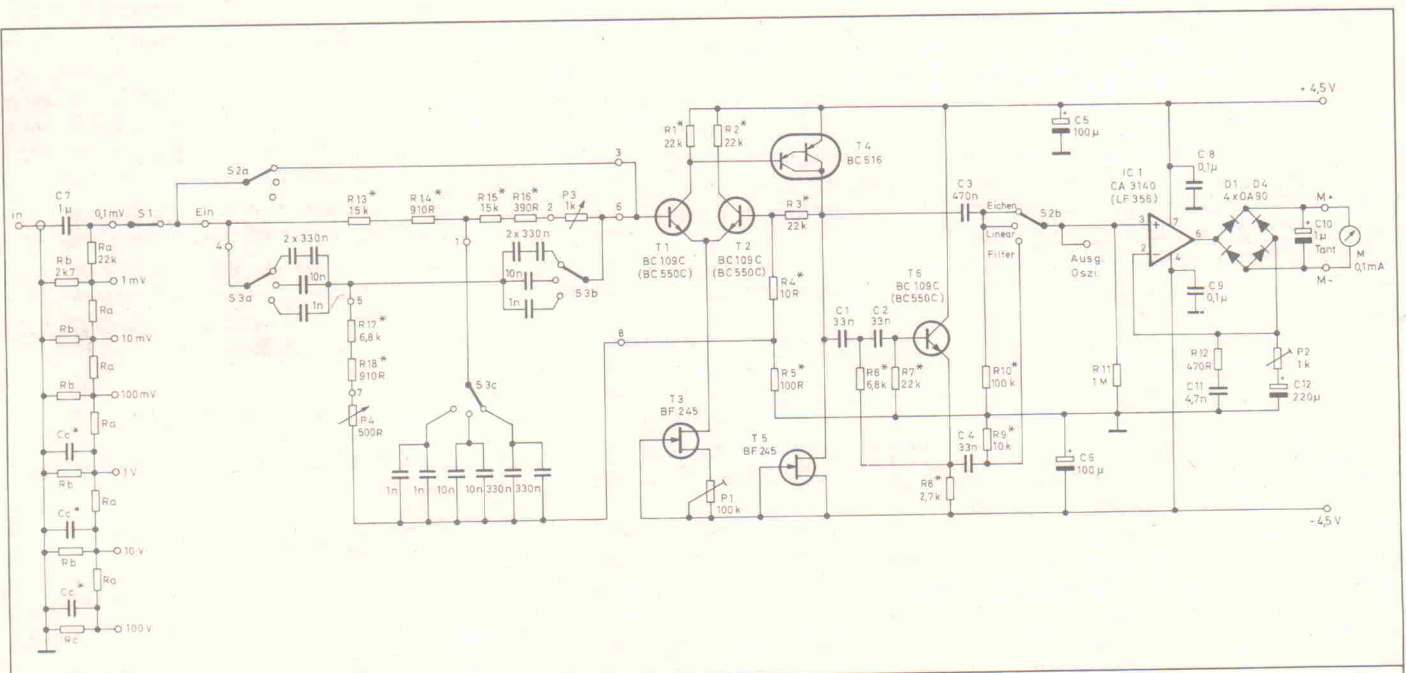 in
C7
1µ
0,1mV
S1
Ein
S2a
3
Rb
2k7
Ra
22k
1mV
Ra
Rb
10mV
Ra
Rb
100mV
Ra
Cc*
Rb
1V
Ra
Cc*
Rb
10V
Ra
Cc*
Rc
100V
4
S3a
2x330n
10n
1n
R13*
15k
R14*
910R
R15*
15k
R16*
390R
2
P3
1k
6
1
2x330n
10n
1n
S3b
5
R17*
6,8k
R18*
910R
7
P4
500R
S3c
1n
1n
10n
10n
330n
330n
8
R1*
22k
R2*
22k
T4
BC516
T1
BC109C
(BC550C)
T2
BC109C
(BC550C)
R3*
22k
R4*
10R
R5*
100R
T3
BF245
P1
100k
T5
BF245
C1
33n
C2
33n
R6*
6,8k
R7*
22k
T6
BC109C
(BC550C)
R8*
2,7k
C4
33n
R9*
10k
R10*
100k
C3
470n
Eichen
Linear
Filter
S2b
Ausg.
Oszi.
C5
100µ
+
C6
100µ
+
R11
1M
IC1
CA3140
(LF356)
3
+
2
-
7
6
4
C8
0,1µ
C9
0,1µ
D1...D4
4xOA90
M+
C10
1µ
Tant
+
M
0,1mA
M-
R12
470R
C11
4,7n
P2
1k
C12
220µ
+
+4,5V
-4,5V